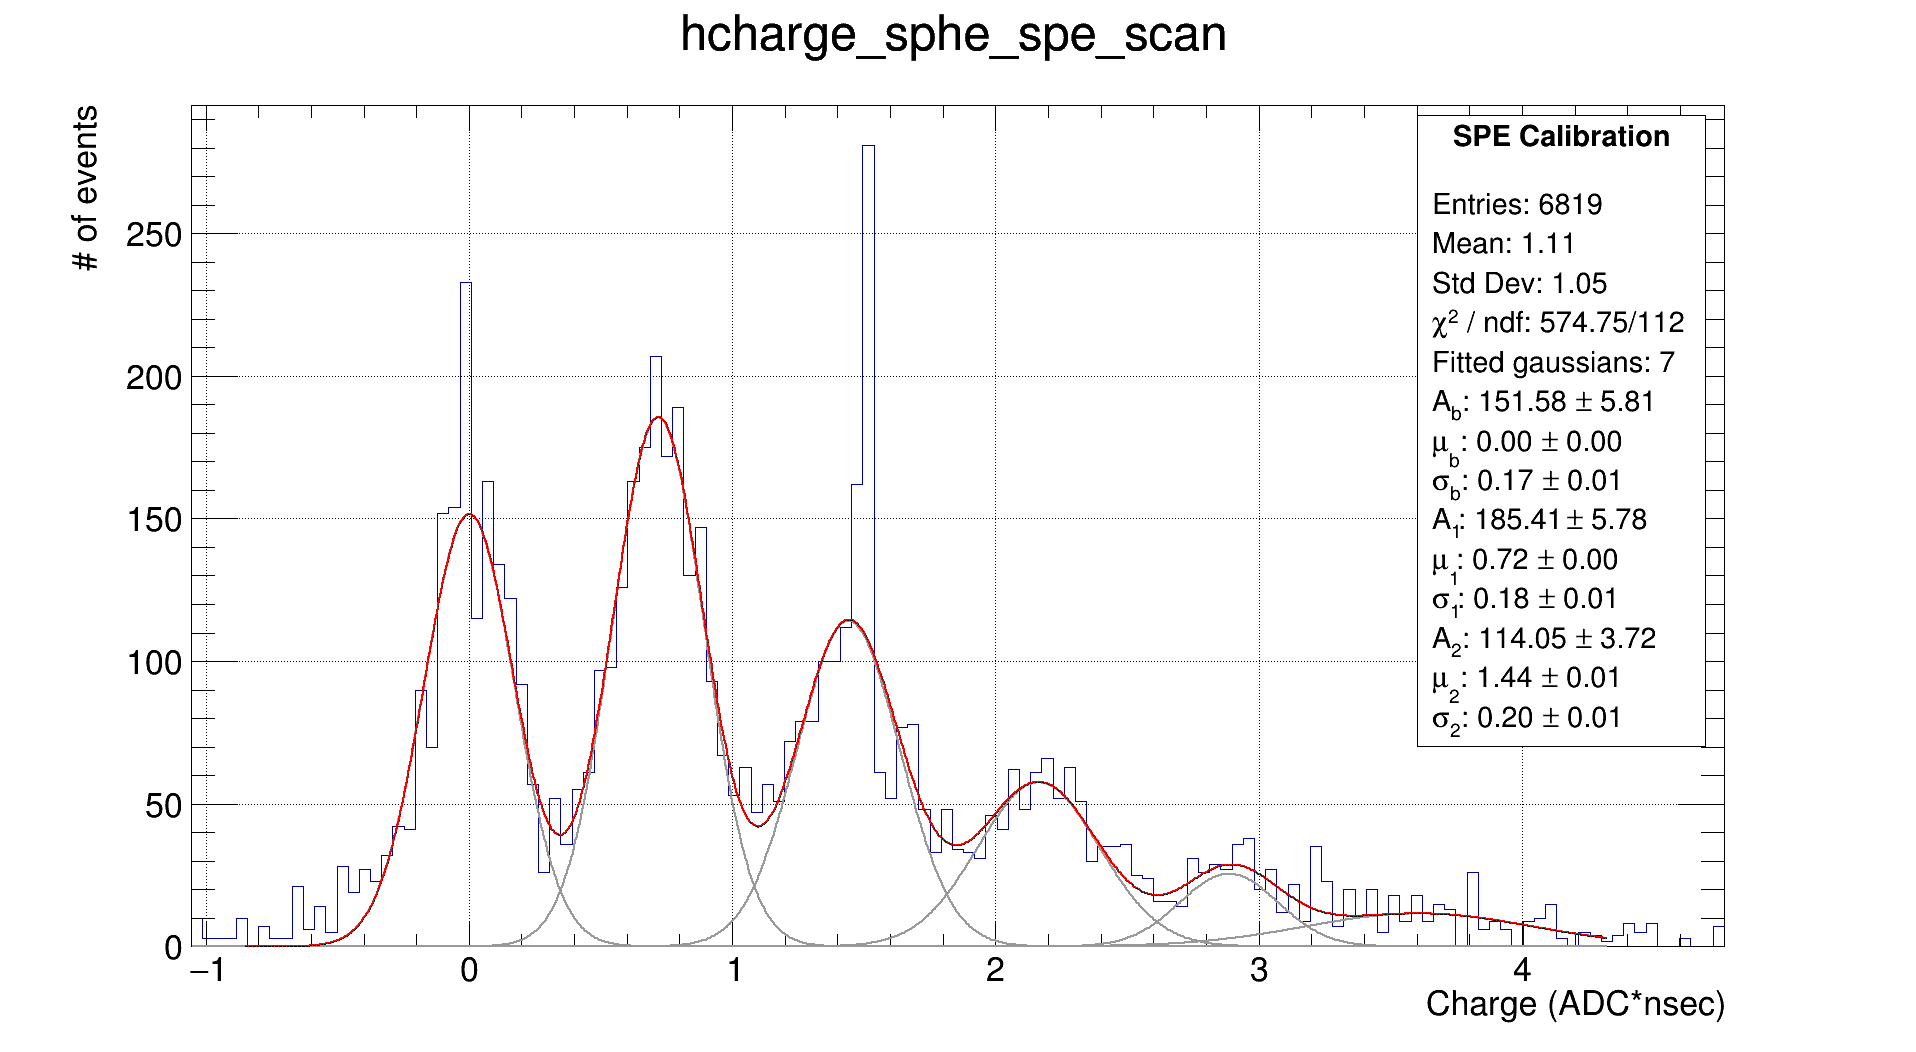 hcharge_sphe_spe_scan
# of events
250
200
150
100
50
0
−1
0
1
2
3
4
Charge (ADC*nsec)
SPE Calibration
Entries: 6819
Mean: 1.11
Std Dev: 1.05
χ² / ndf: 574.75/112
Fitted gaussians: 7
A_b: 151.58 ± 5.81
μ_b: 0.00 ± 0.00
σ_b: 0.17 ± 0.01
A_1: 185.41 ± 5.78
μ_1: 0.72 ± 0.00
σ_1: 0.18 ± 0.01
A_2: 114.05 ± 3.72
μ_2: 1.44 ± 0.01
σ_2: 0.20 ± 0.01